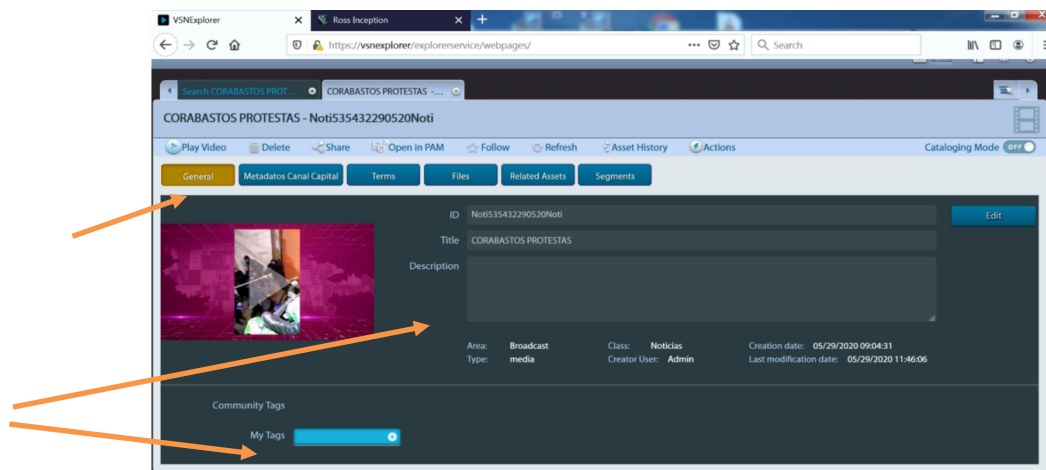 VSNExplorer Ross Inception
https://vsnexplorer/explorerservice/webpages/ Search
Search CORABASTOS PROT... CORABASTOS PROTESTAS -...
CORABASTOS PROTESTAS - Noti535432290520Noti
Play Video Delete Share Open in PAM Follow Refresh Asset History Actions Cataloging Mode OFF
General Metadatos Canal Capital Terms Files Related Assets Segments
ID Noti535432290520Noti Edit
Title CORABASTOS PROTESTAS
Description
Area: Broadcast Class: Noticias Creation date: 05/29/2020 09:04:31
Type: media Creator User: Admin Last modification date: 05/29/2020 11:46:06
Community Tags
My Tags